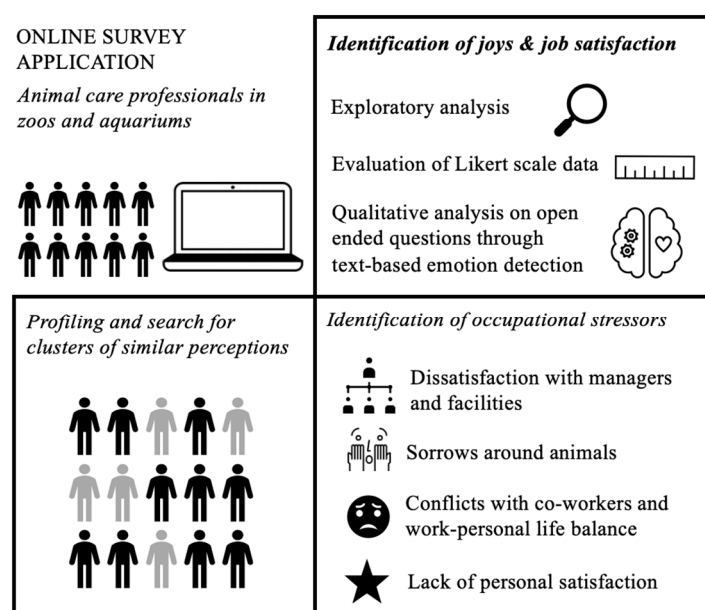 ONLINE SURVEY
APPLICATION
Animal care professionals in
zoos and aquariums
Identification of joys & job satisfaction
Exploratory analysis
Evaluation of Likert scale data
Qualitative analysis on open
ended questions through
text-based emotion detection
Profiling and search for
clusters of similar perceptions
Identification of occupational stressors
Dissatisfaction with managers
and facilities
Sorrows around animals
Conflicts with co-workers and
work-personal life balance
Lack of personal satisfaction